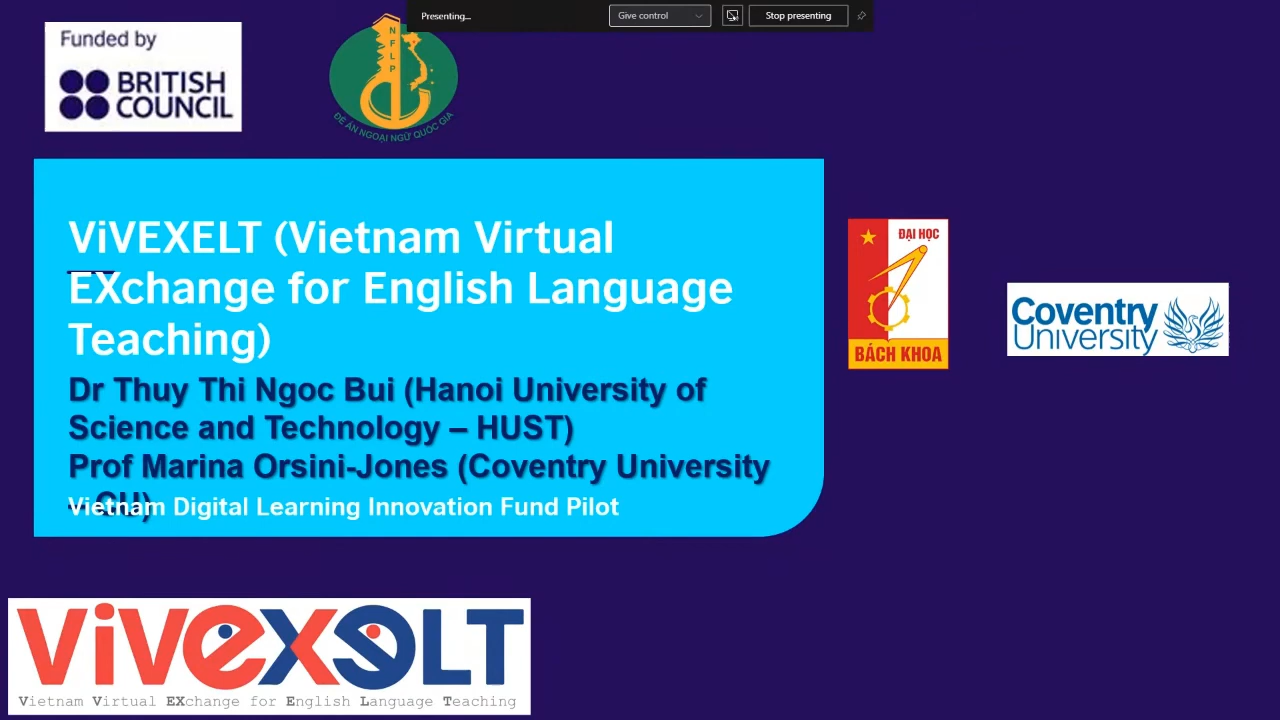 Presenting...
Give control
Stop presenting
Funded by
BRITISH
COUNCIL
NFLP
ĐỀ ÁN NGOẠI NGỮ QUỐC GIA
ViVEXELT (Vietnam Virtual
EXchange for English Language
Teaching)
Dr Thuy Thi Ngoc Bui (Hanoi University of
Science and Technology – HUST)
Prof Marina Orsini-Jones (Coventry University
– CU)
Vietnam Digital Learning Innovation Fund Pilot
ĐẠI HỌC
BÁCH KHOA
Coventry
University
ViVexeLT
Vietnam Virtual EXchange for English Language Teaching